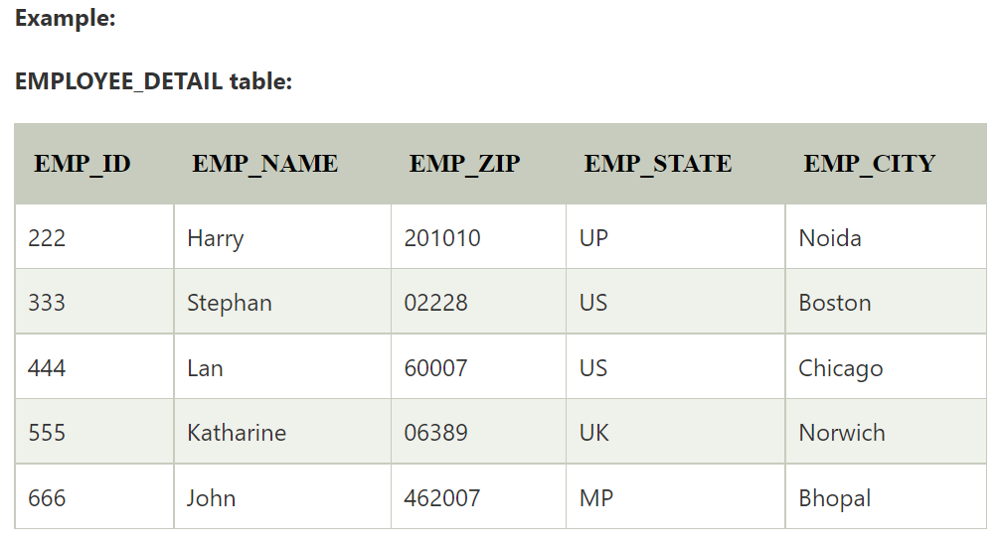 Example:
EMPLOYEE_DETAIL table:
EMP_ID EMP_NAME EMP_ZIP EMP_STATE EMP_CITY
222 Harry 201010 UP Noida
333 Stephan 02228 US Boston
444 Lan 60007 US Chicago
555 Katharine 06389 UK Norwich
666 John 462007 MP Bhopal